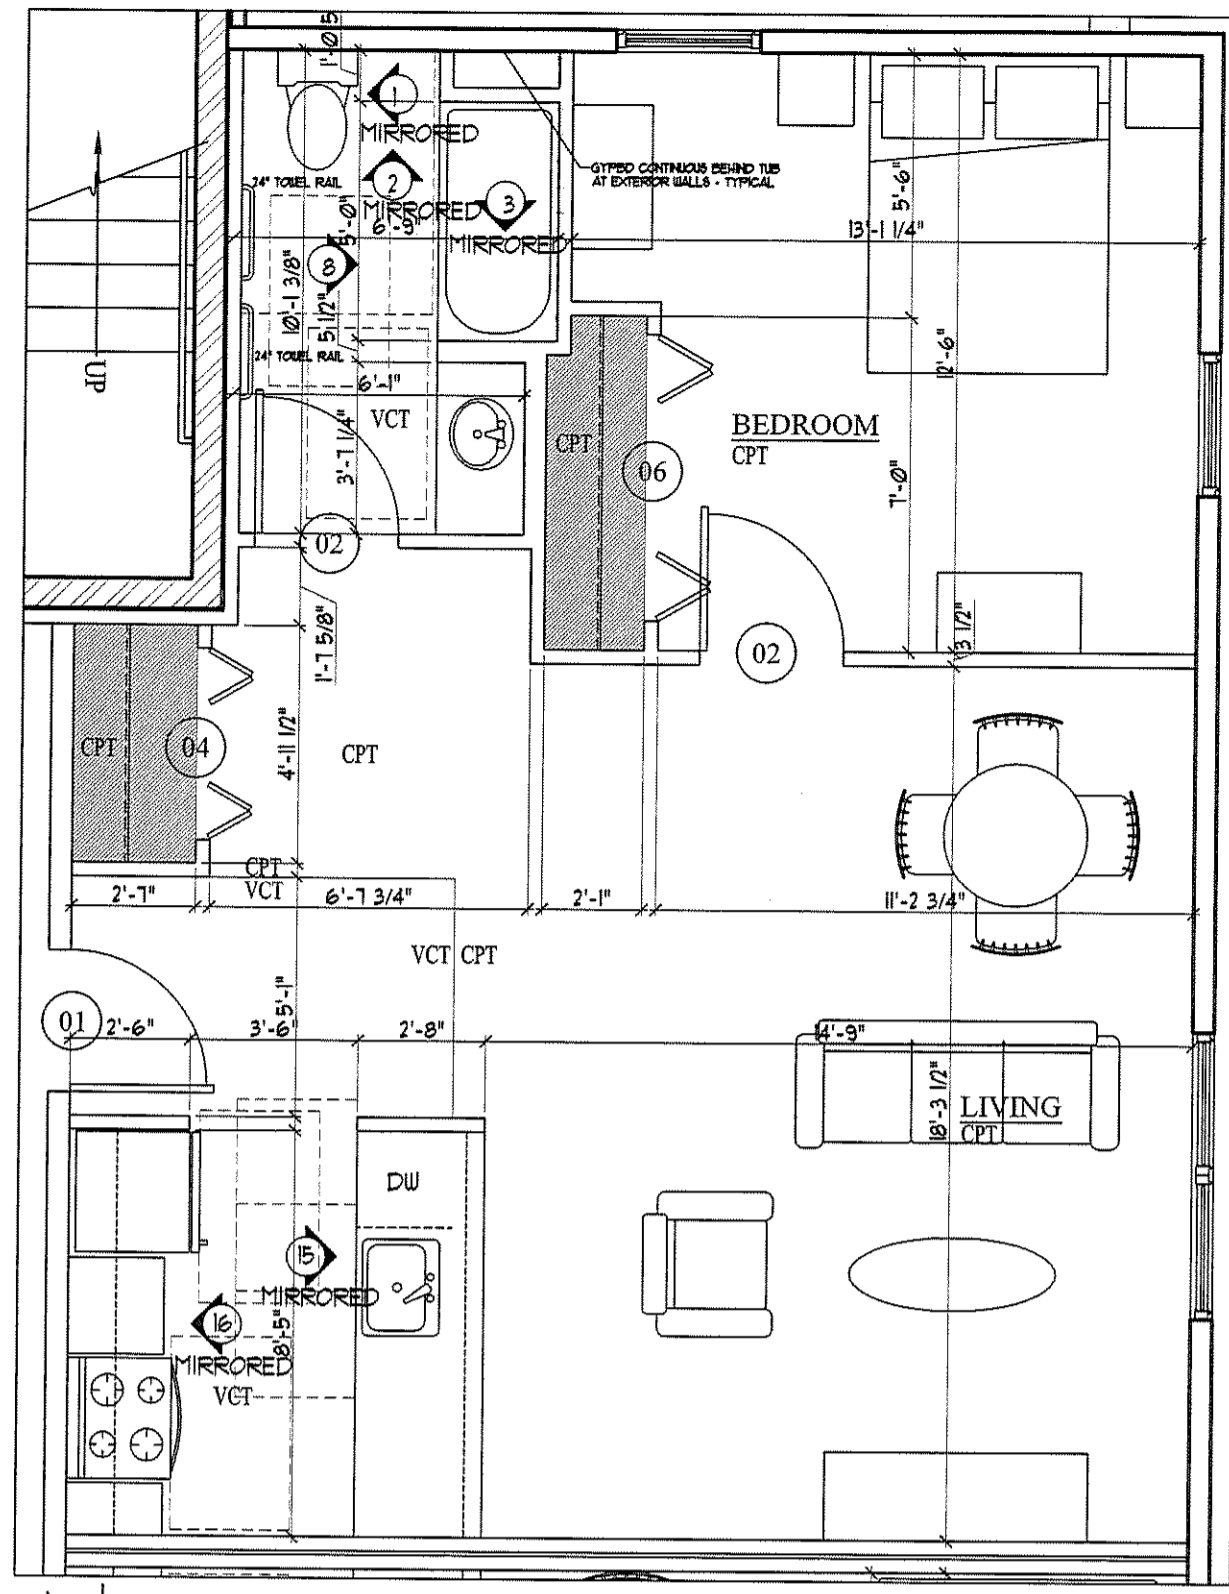 1'-0 5
1
MIRRORED
GYPBD CONTINUOUS BEHIND TUB
AT EXTERIOR WALLS - TYPICAL
24" TOWEL RAIL
2
MIRRORED
3
MIRRORED
5'-0"
6'-9"
5'-6"
13'-1 1/4"
8
10'-1 3/8"
5 1/2"
24" TOWEL RAIL
UP
6'-1"
12'-6"
VCT
3'-7 1/4"
BEDROOM
CPT
CPT
06
7'-0"
02
1'-7 5/8"
02
3 1/2"
CPT
04
4'-11 1/2"
CPT
CPT
VCT
2'-7"
6'-7 3/4"
2'-1"
11'-2 3/4"
VCT CPT
01
2'-6"
3'-6"
5'-1"
2'-8"
14'-9"
18'-3 1/2"
LIVING
CPT
DW
15
MIRRORED
16
8'-5"
MIRRORED
VCT